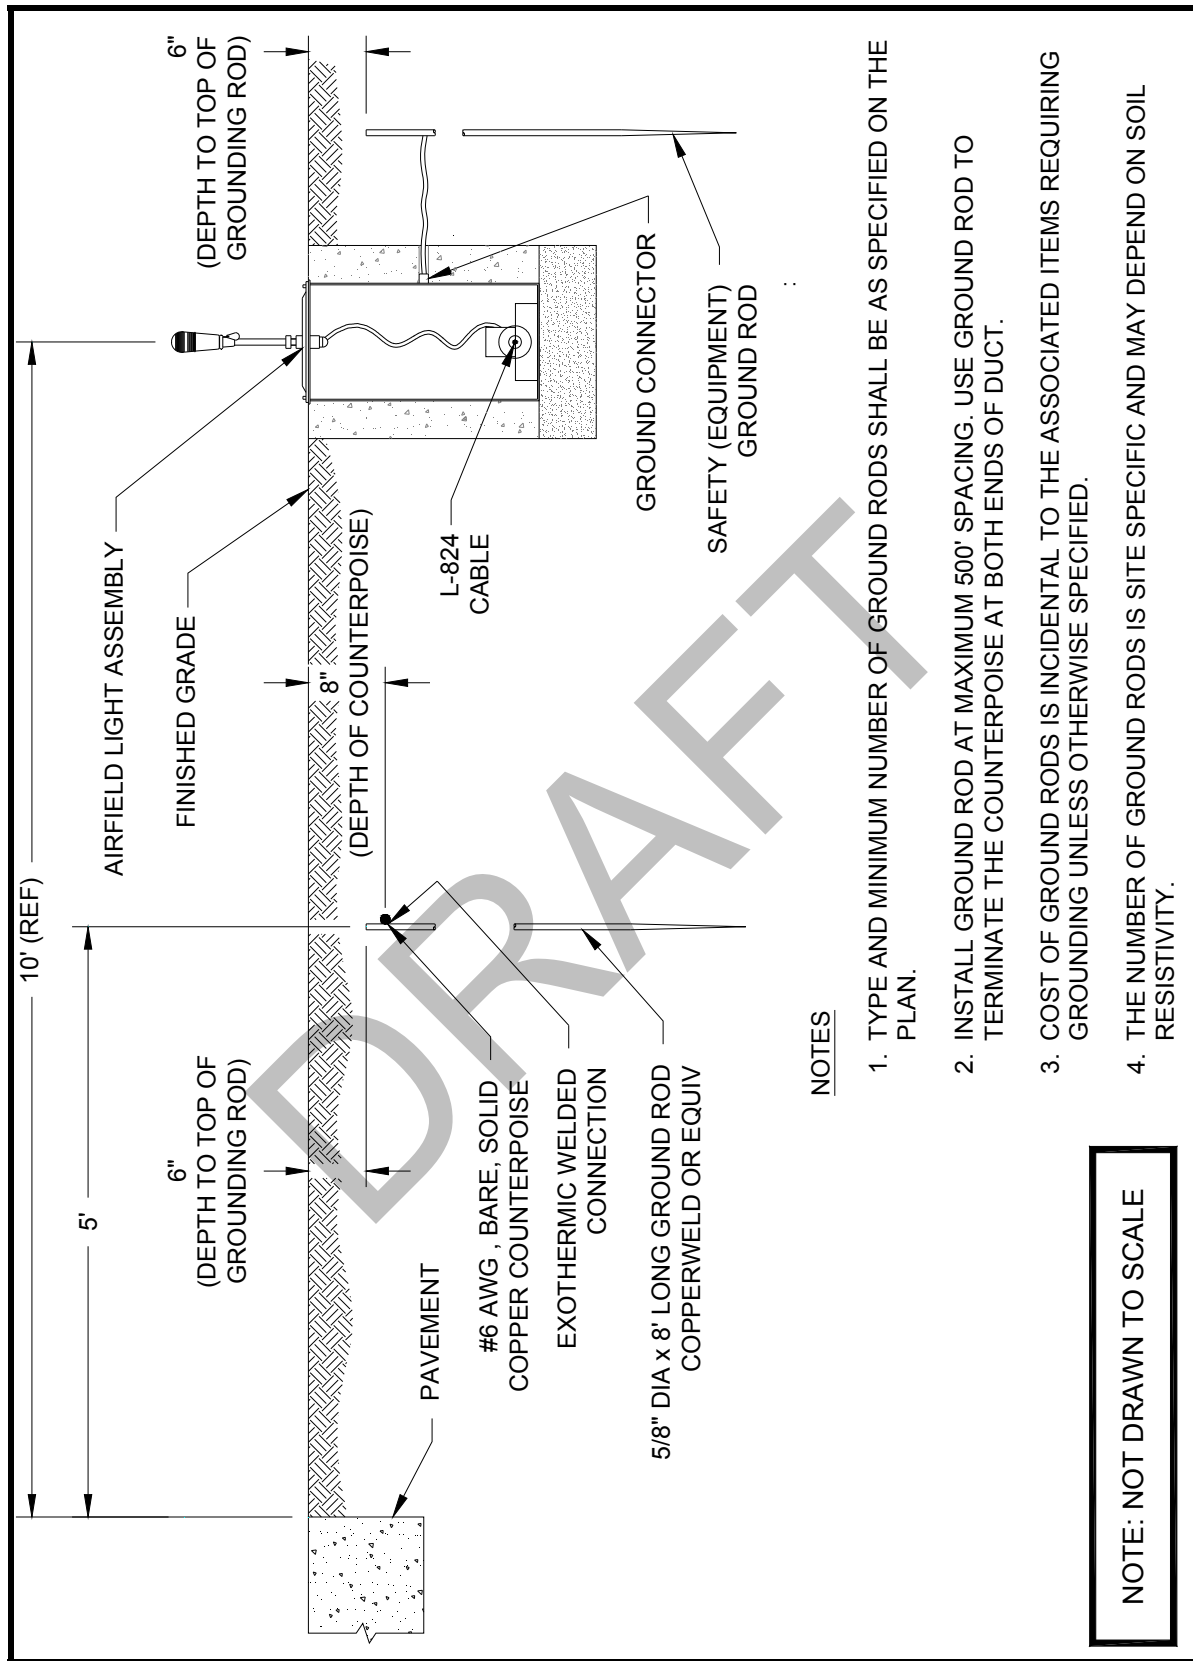 10' (REF)
5'
6"
(DEPTH TO TOP OF
GROUNDING ROD)
AIRFIELD LIGHT ASSEMBLY
FINISHED GRADE
6"
(DEPTH TO TOP OF
GROUNDING ROD)
8"
(DEPTH OF COUNTERPOISE)
PAVEMENT
#6 AWG , BARE, SOLID
COPPER COUNTERPOISE
EXOTHERMIC WELDED
CONNECTION
5/8" DIA x 8' LONG GROUND ROD
COPPERWELD OR EQUIV
L-824
CABLE
GROUND CONNECTOR
SAFETY (EQUIPMENT)
GROUND ROD
:
DRAFT
NOTES
1. TYPE AND MINIMUM NUMBER OF GROUND RODS SHALL BE AS SPECIFIED ON THE
PLAN.
2. INSTALL GROUND ROD AT MAXIMUM 500' SPACING. USE GROUND ROD TO
TERMINATE THE COUNTERPOISE AT BOTH ENDS OF DUCT.
3. COST OF GROUND RODS IS INCIDENTAL TO THE ASSOCIATED ITEMS REQUIRING
GROUNDING UNLESS OTHERWISE SPECIFIED.
4. THE NUMBER OF GROUND RODS IS SITE SPECIFIC AND MAY DEPEND ON SOIL
RESISTIVITY.
NOTE: NOT DRAWN TO SCALE